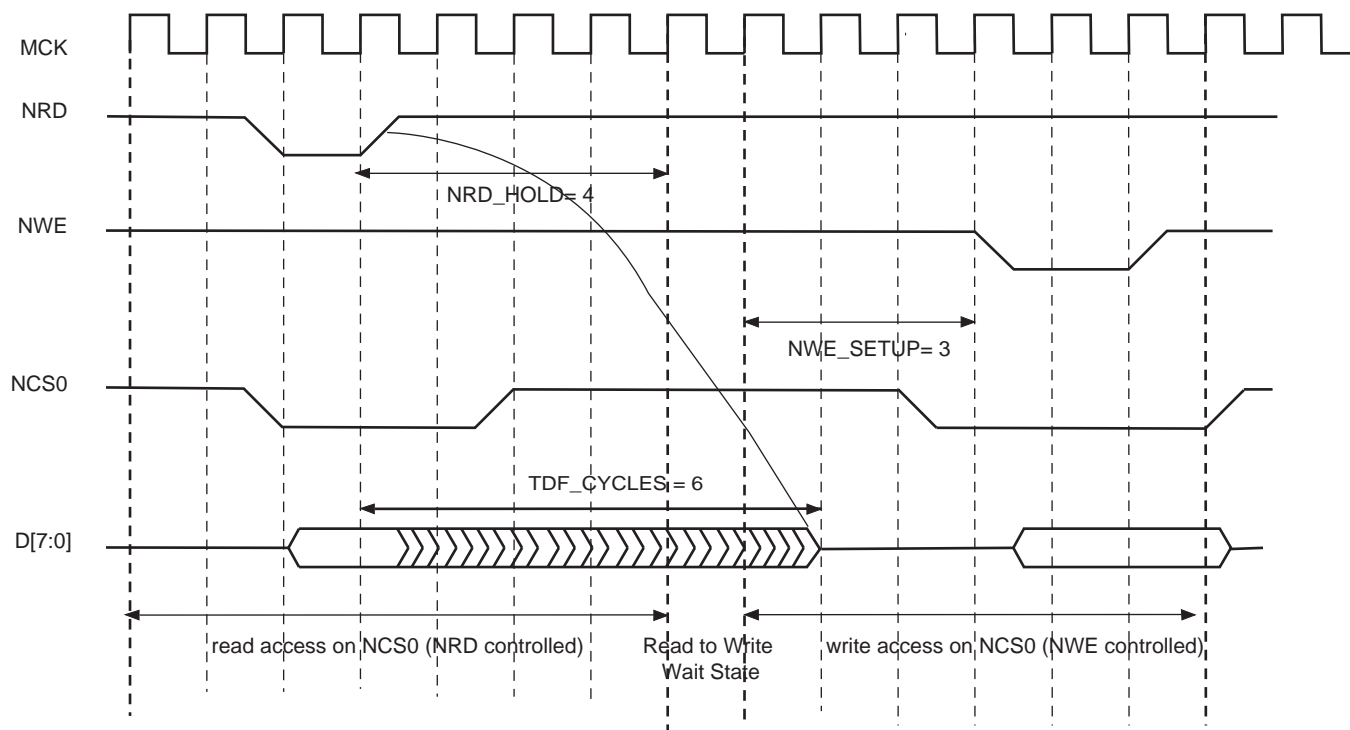 MCK
NRD
NRD_HOLD= 4
NWE
NWE_SETUP= 3
NCS0
TDF_CYCLES = 6
D[7:0]
read access on NCS0 (NRD controlled)
Read to Write
Wait State
write access on NCS0 (NWE controlled)